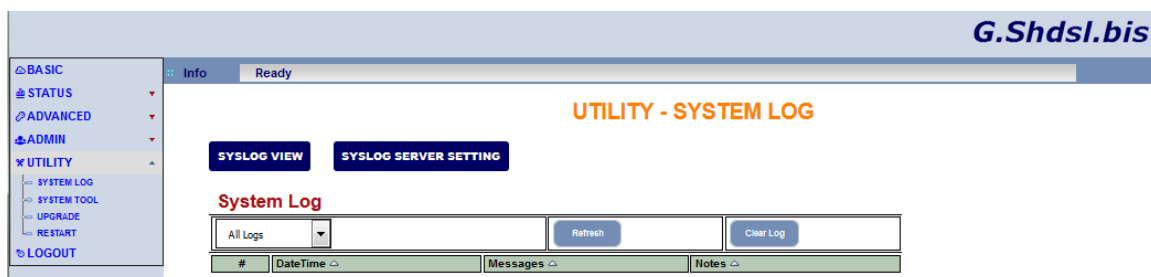 G.Shdsl.bis
BASIC
STATUS
ADVANCED
ADMIN
UTILITY
SYSTEM LOG
SYSTEM TOOL
UPGRADE
RESTART
LOGOUT
Info Ready
UTILITY - SYSTEM LOG
SYSLOG VIEW SYSLOG SERVER SETTING
System Log
All Logs Refresh Clear Log
# DateTime Messages Notes